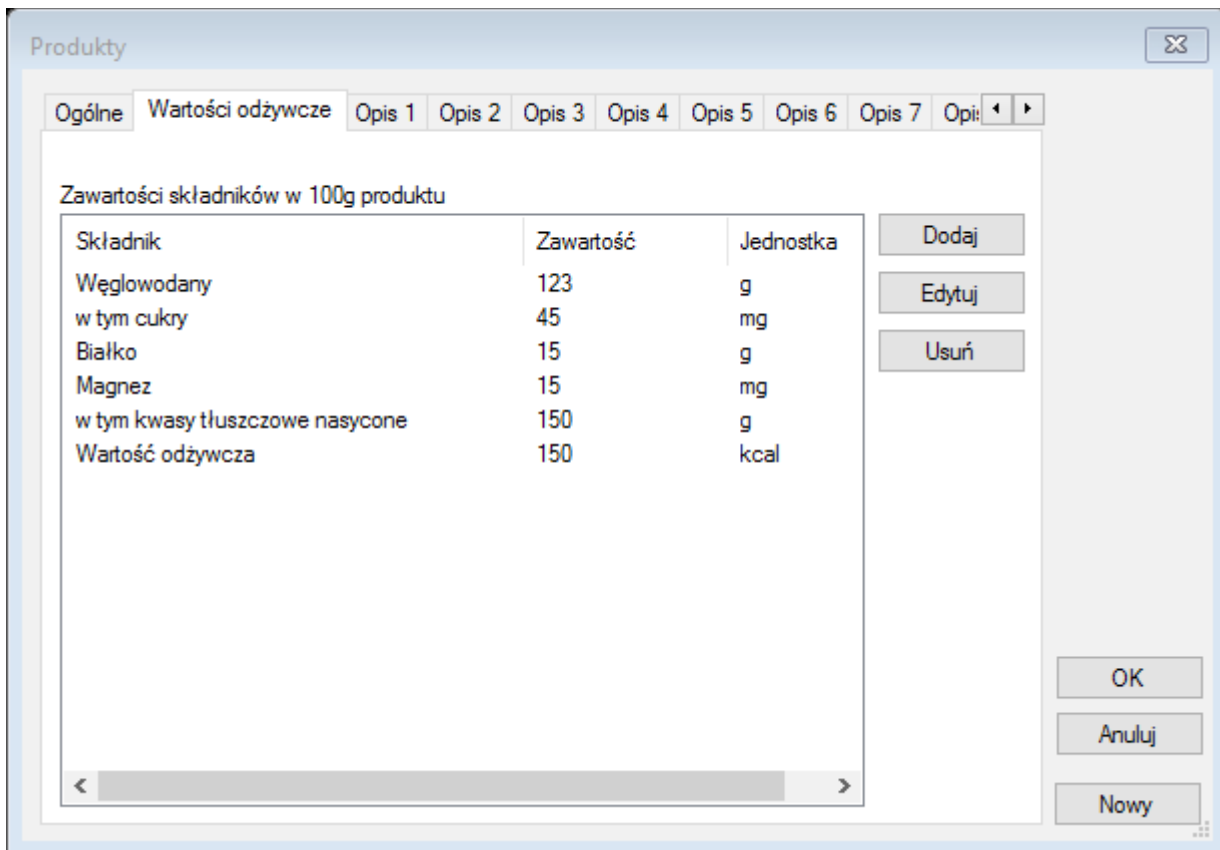 Produkty
Ogólne Wartości odżywcze Opis 1 Opis 2 Opis 3 Opis 4 Opis 5 Opis 6 Opis 7 Opis
Zawartości składników w 100g produktu
Składnik Zawartość Jednostka
Węglowodany 123 g
w tym cukry 45 mg
Białko 15 g
Magnez 15 mg
w tym kwasy tłuszczowe nasycone 150 g
Wartość odżywcza 150 kcal
Dodaj
Edytuj
Usuń
OK
Anuluj
Nowy